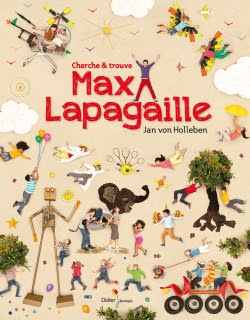 Cherche & trouve
Max
Lapagaille
Jan von Holleben
Didier Jeunesse